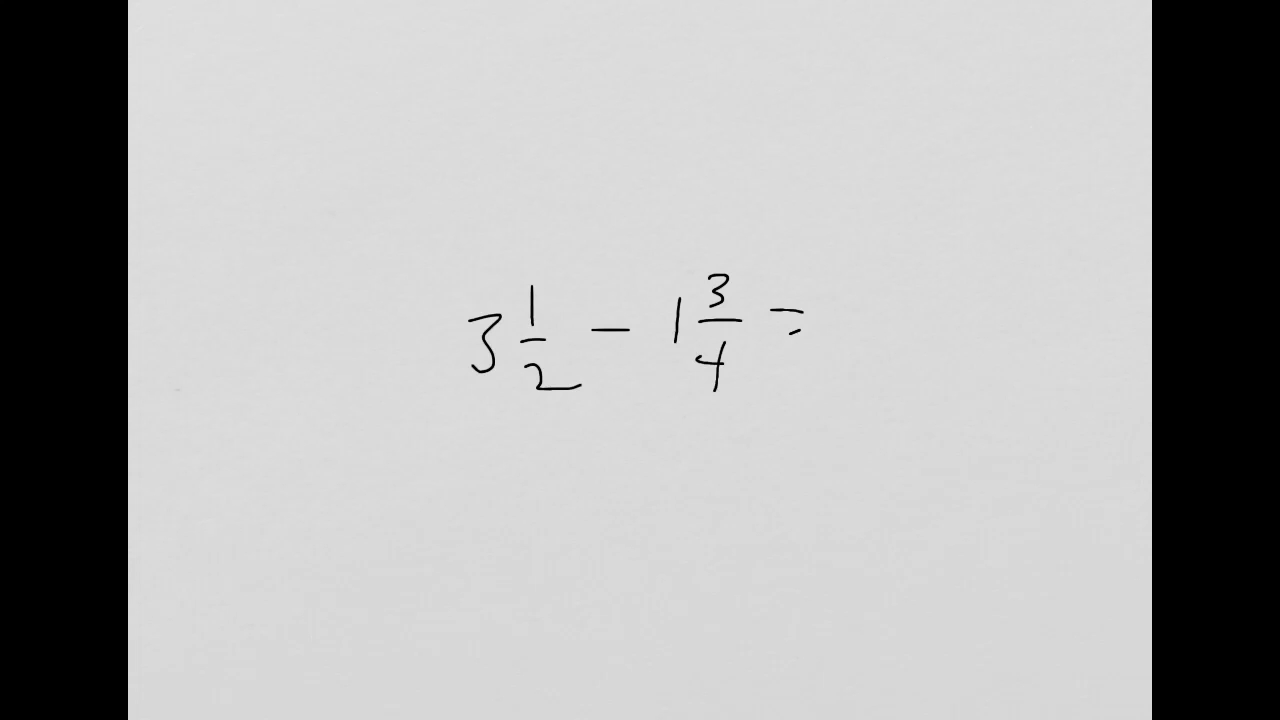 3 1/2 - 1 3/4 =